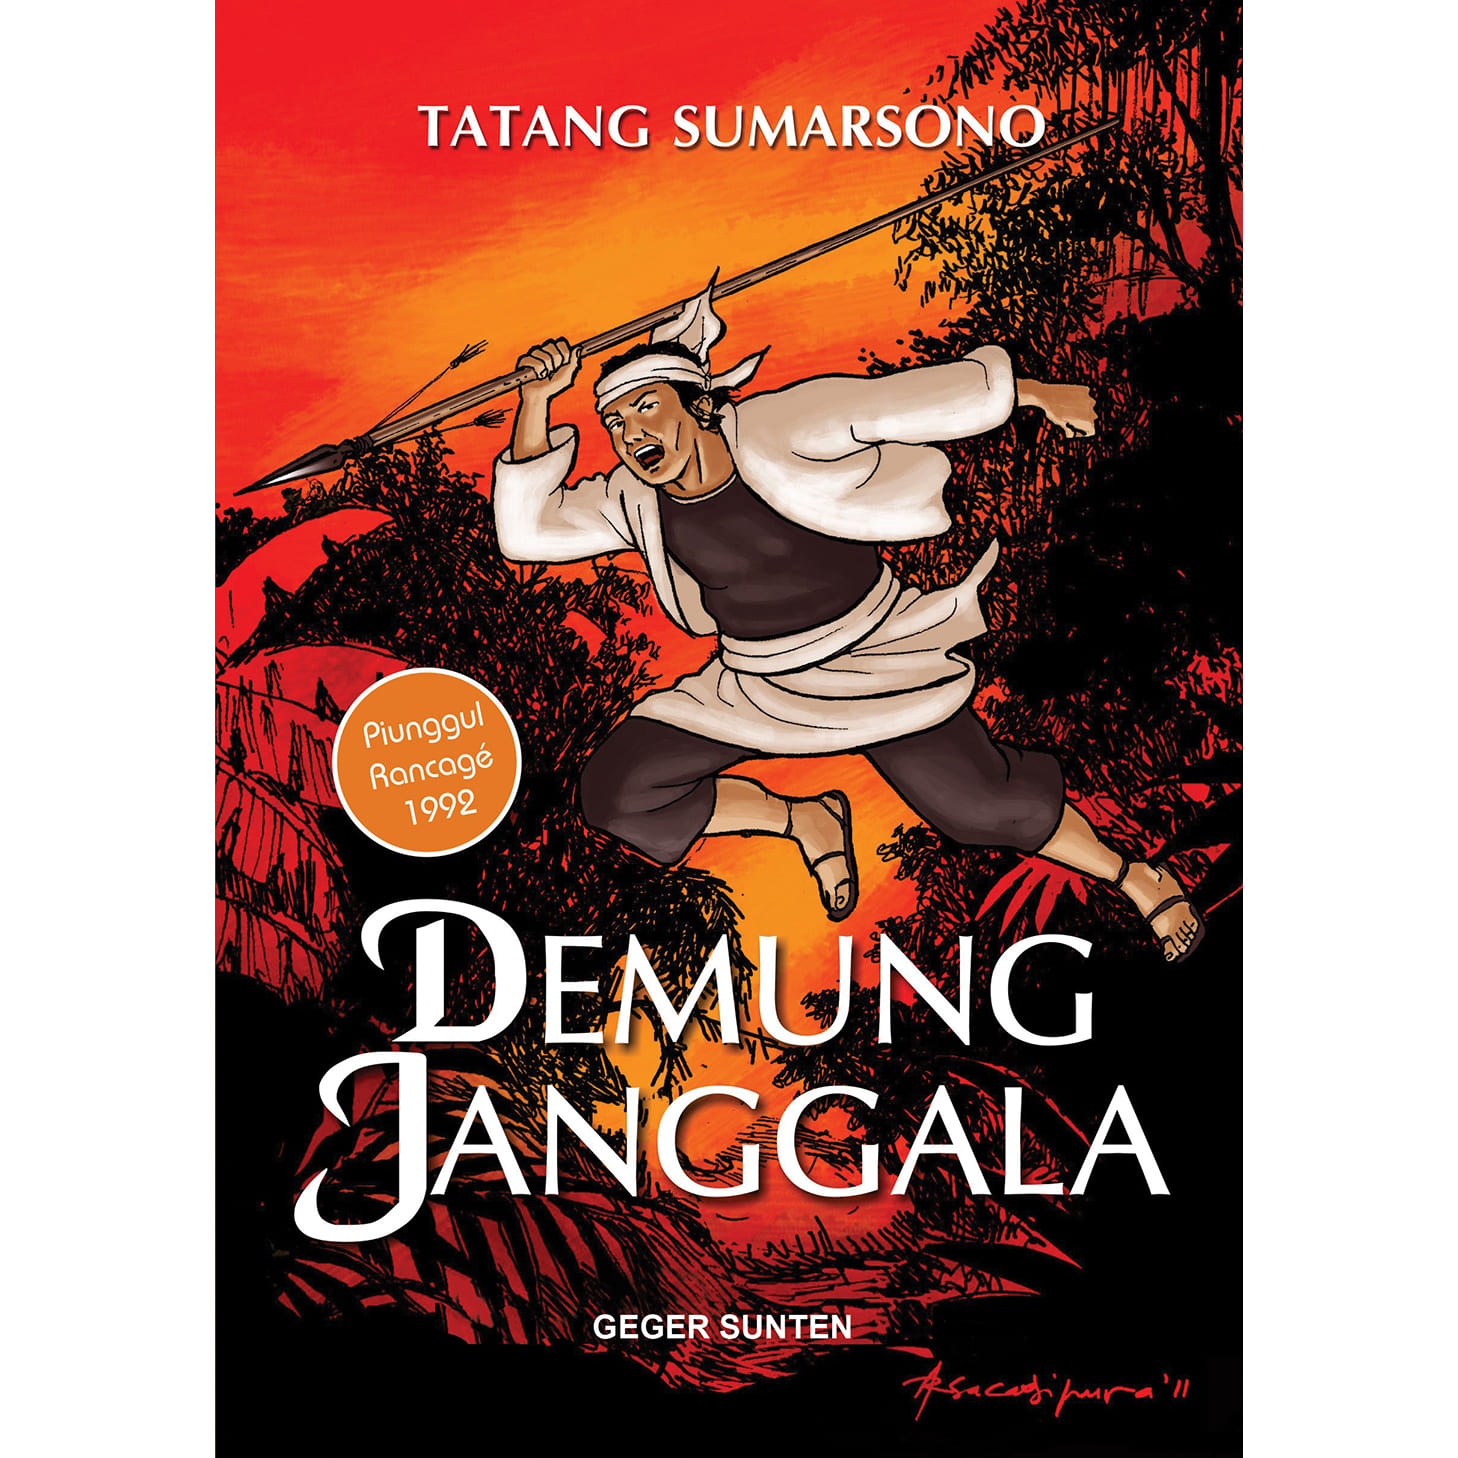 TATANG SUMARSONO
Piunggul
Rancagé
1992
DEMUNG
JANGGALA
GEGER SUNTEN